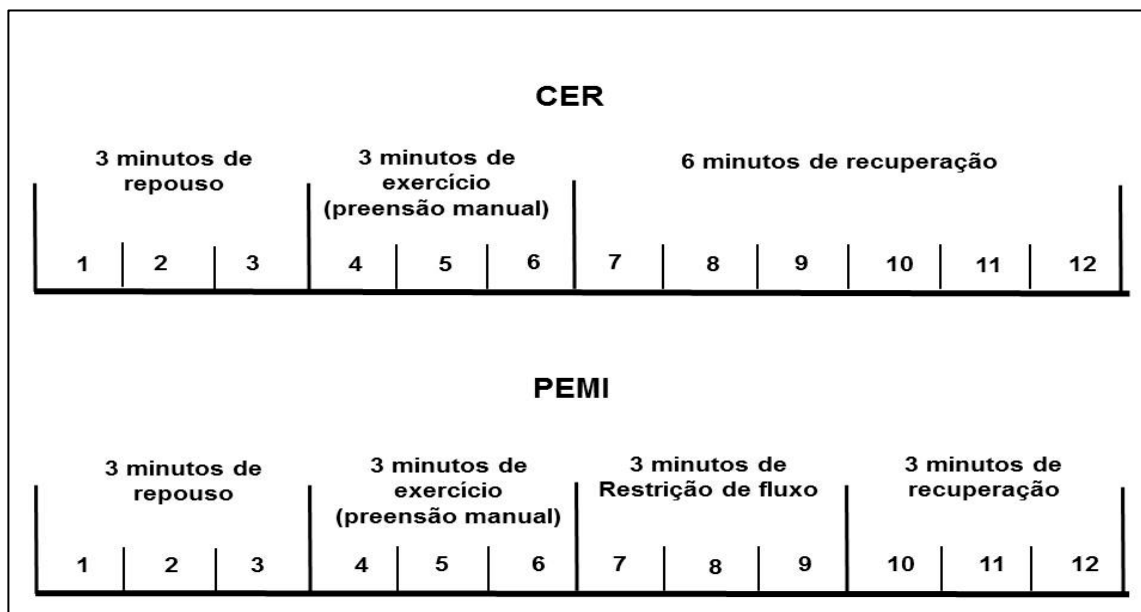 CER
3 minutos de
repouso
3 minutos de
exercício
(preensão manual)
6 minutos de recuperação
1 2 3 4 5 6 7 8 9 10 11 12
PEMI
3 minutos de
repouso
3 minutos de
exercício
(preensão manual)
3 minutos de
Restrição de fluxo
3 minutos de
recuperação
1 2 3 4 5 6 7 8 9 10 11 12